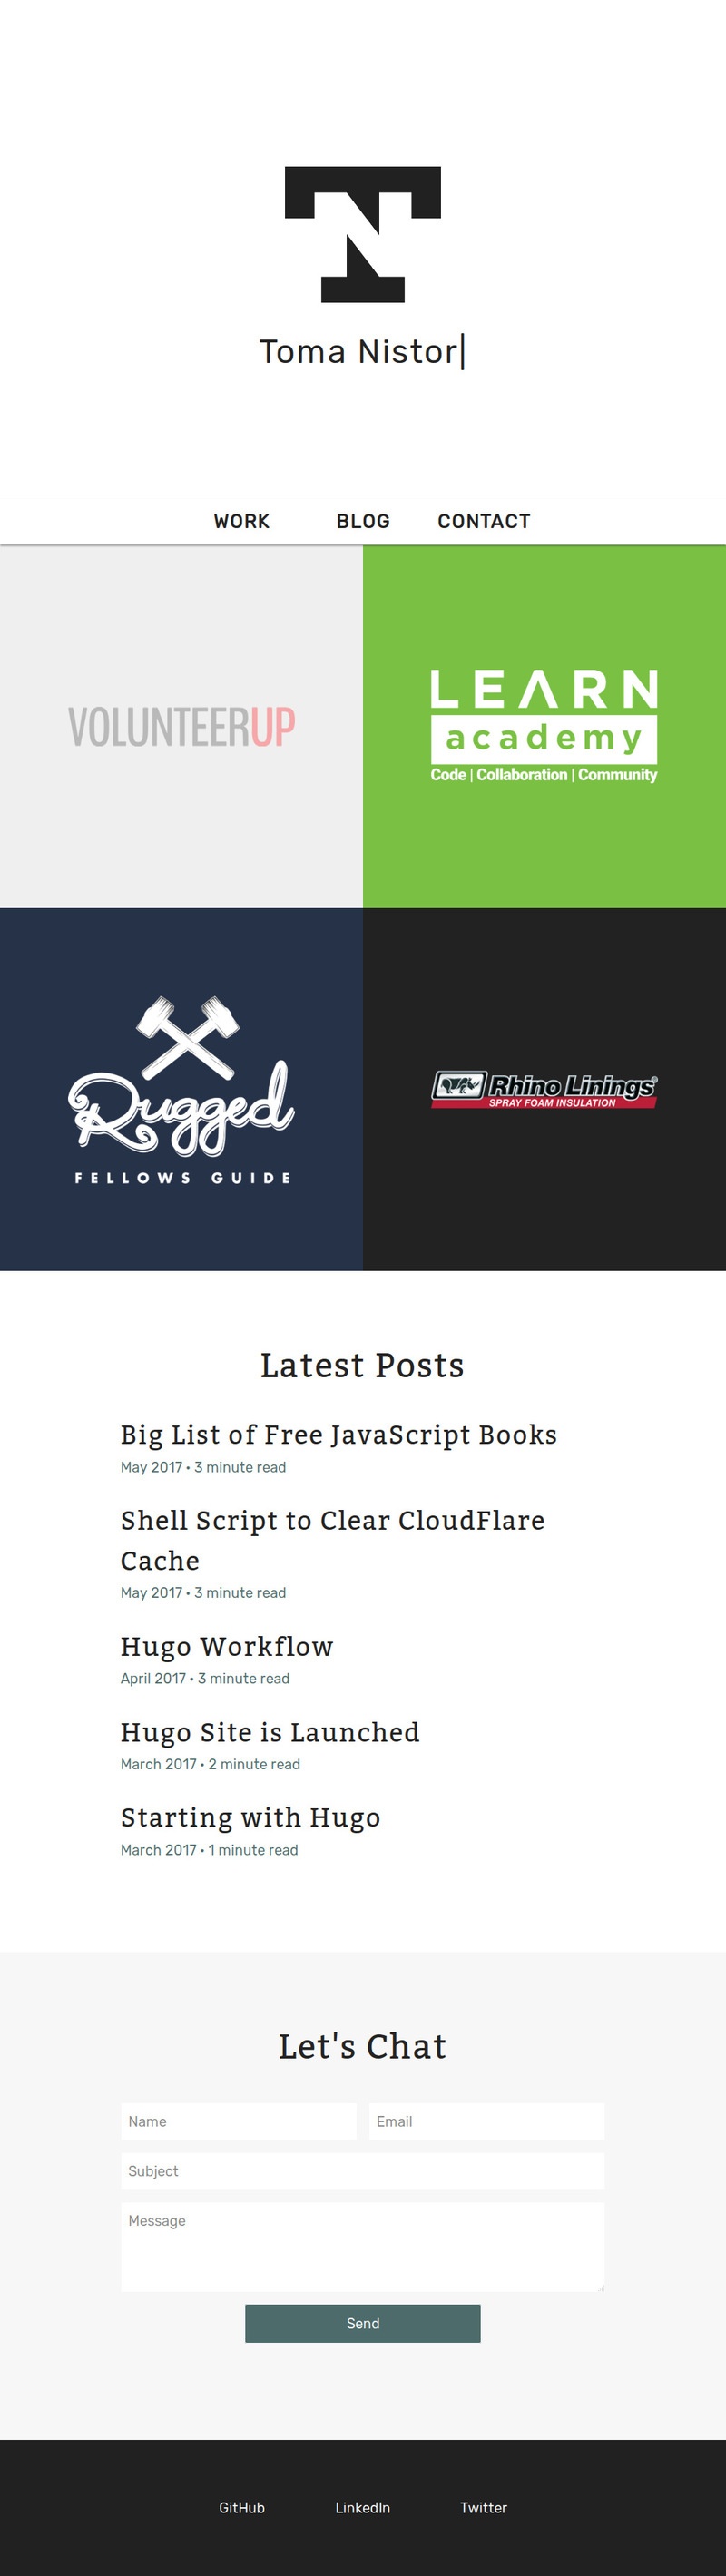 TN
Toma Nistor|
WORK BLOG CONTACT
VOLUNTEERUP
LEARN
academy
Code | Collaboration | Community
Rugged
FELLOWS GUIDE
Rhino Linings®
SPRAY FOAM INSULATION
Latest Posts
Big List of Free JavaScript Books
May 2017 • 3 minute read
Shell Script to Clear CloudFlare
Cache
May 2017 • 3 minute read
Hugo Workflow
April 2017 • 3 minute read
Hugo Site is Launched
March 2017 • 2 minute read
Starting with Hugo
March 2017 • 1 minute read
Let's Chat
Name Email
Subject
Message
Send
GitHub LinkedIn Twitter